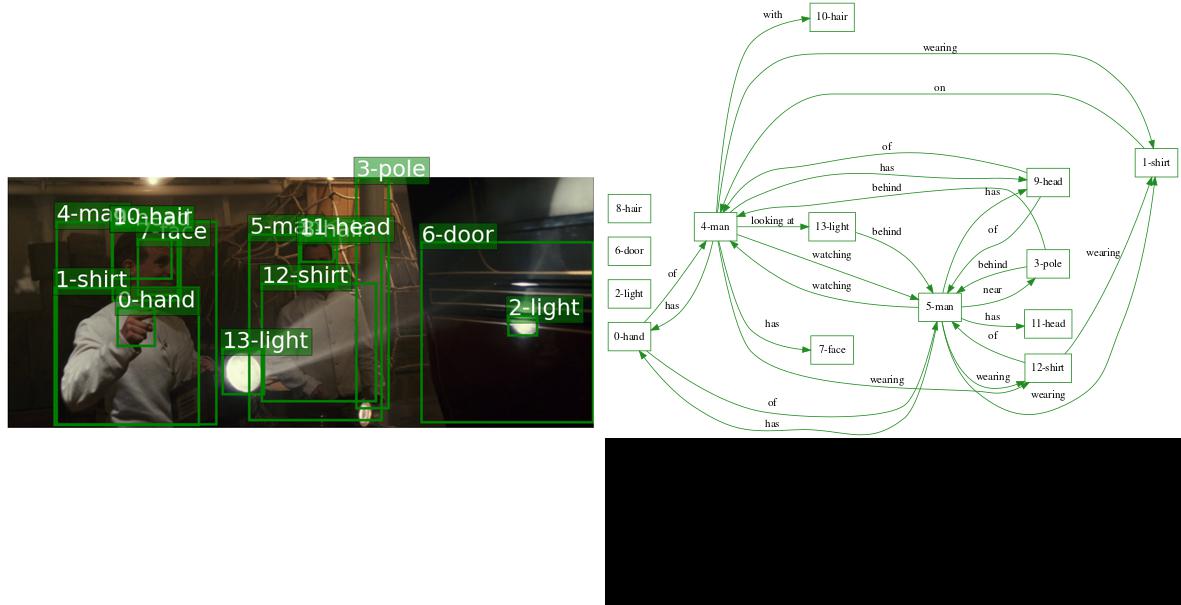 3-pole
4-ma
10-hair
7-face
5-ma
11-head
6-door
1-shirt
12-shirt
0-hand
2-light
13-light
with
10-hair
wearing
on
1-shirt
of
has
behind
has
9-head
8-hair
4-man
looking at
13-light
behind
of
6-door
watching
behind
3-pole
wearing
of
2-light
watching
near
has
5-man
0-hand
has
7-face
has
11-head
of
wearing
wearing
12-shirt
wearing
of
has